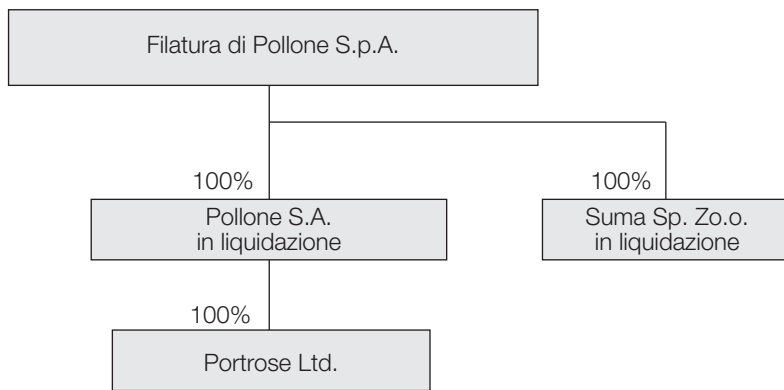 Filatura di Pollone S.p.A.
100%
100%
Pollone S.A.
in liquidazione
Suma Sp. Zo.o.
in liquidazione
100%
Portrose Ltd.